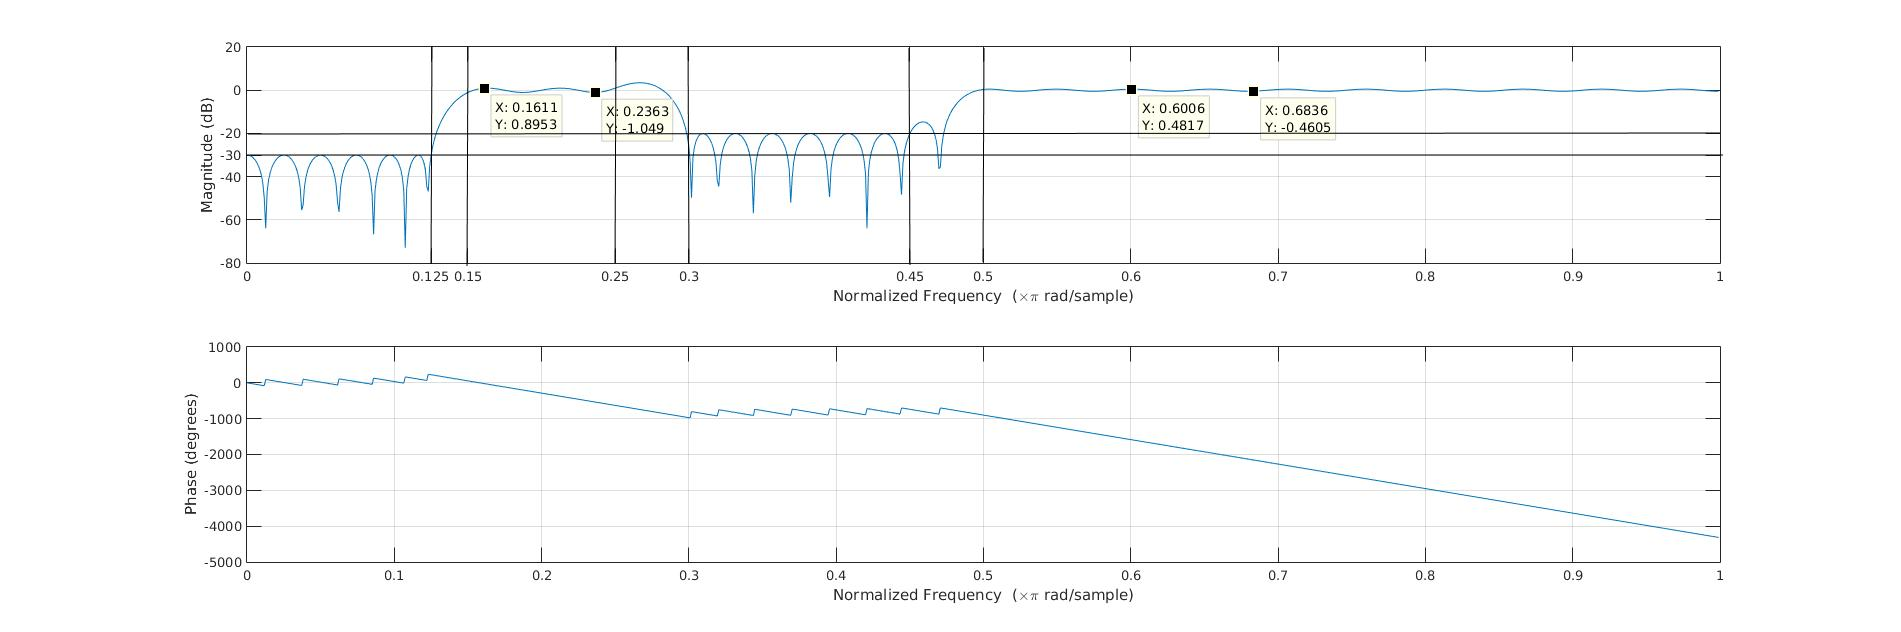 20
0
-20
-30
-40
-60
-80
Magnitude (dB)
X: 0.1611
Y: 0.8953
X: 0.2363
Y: -1.049
X: 0.6006
Y: 0.4817
X: 0.6836
Y: -0.4605
0 0.125 0.15 0.25 0.3 0.45 0.5 0.6 0.7 0.8 0.9 1
Normalized Frequency (×π rad/sample)
1000
0
-1000
-2000
-3000
-4000
-5000
Phase (degrees)
0 0.1 0.2 0.3 0.4 0.5 0.6 0.7 0.8 0.9 1
Normalized Frequency (×π rad/sample)